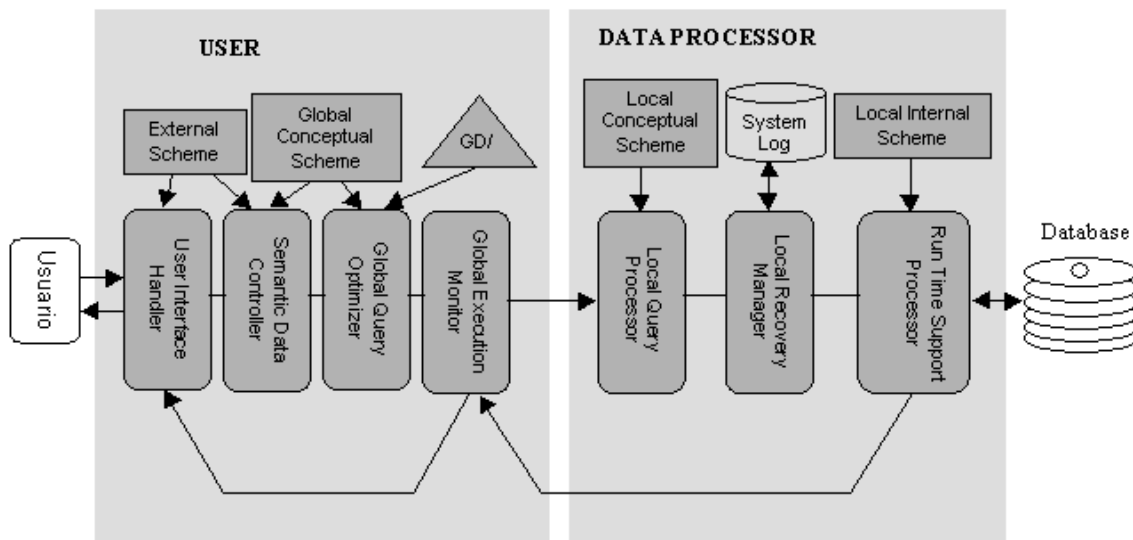 USER
DATA PROCESSOR
External
Scheme
Global
Conceptual
Scheme
GD/
Local
Conceptual
Scheme
System
Log
Local Internal
Scheme
Usuario
User Interface
Handler
Semantic Data
Controller
Global Query
Optimizer
Global Execution
Monitor
Local Query
Processor
Local Recovery
Manager
Run Time Support
Processor
Database